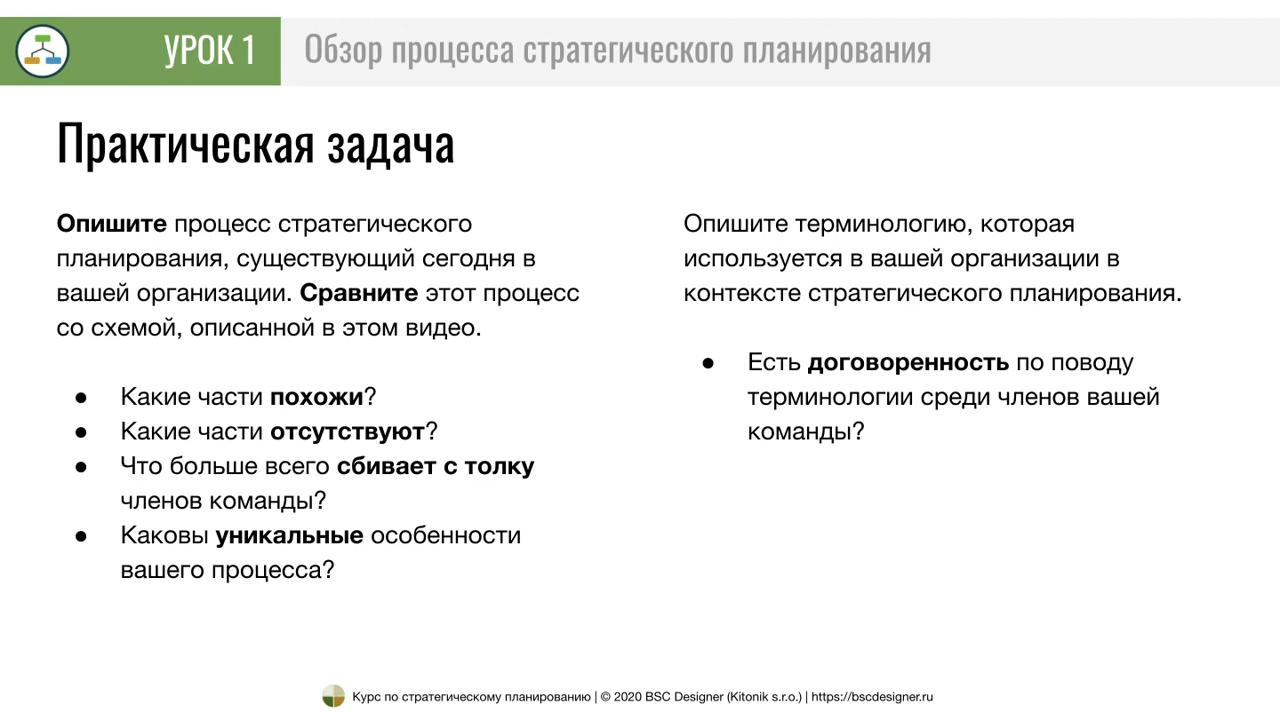 УРОК 1
Обзор процесса стратегического планирования
Практическая задача
Опишите процесс стратегического
планирования, существующий сегодня в
вашей организации. Сравните этот процесс
со схемой, описанной в этом видео.
● Какие части похожи?
● Какие части отсутствуют?
● Что больше всего сбивает с толку
членов команды?
● Каковы уникальные особенности
вашего процесса?
Опишите терминологию, которая
используется в вашей организации в
контексте стратегического планирования.
● Есть договоренность по поводу
терминологии среди членов вашей
команды?
Курс по стратегическому планированию | © 2020 BSC Designer (Kitonik s.r.o.) | https://bscdesigner.ru